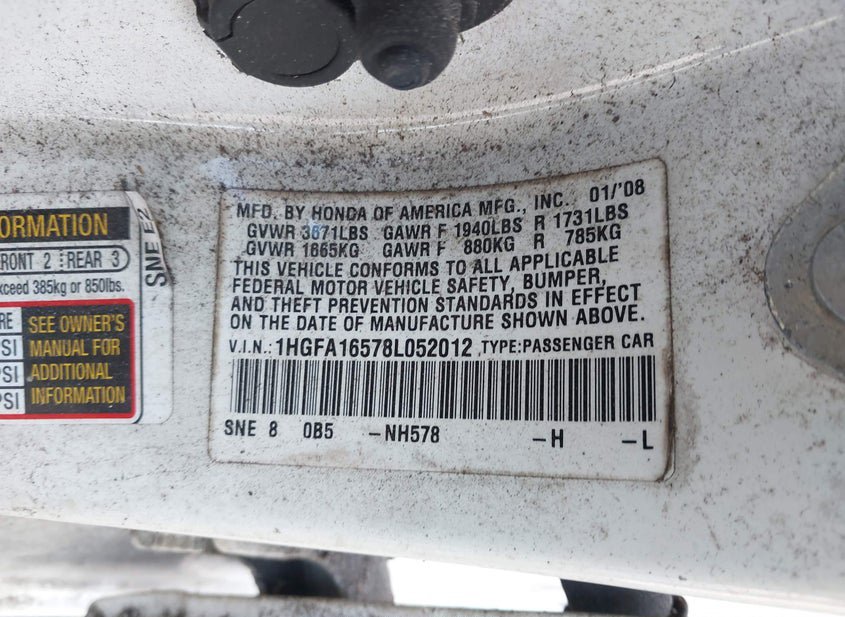 ORMATION
RONT 2 REAR 3
xceed 385kg or 850lbs.
RE SEE OWNER'S
PSI MANUAL FOR
PSI ADDITIONAL
PSI INFORMATION
SNE E2
MFD. BY HONDA OF AMERICA MFG., INC. 01/'08
GVWR 3671LBS GAWR F 1940LBS R 1731LBS
GVWR 1665KG GAWR F 880KG R 785KG
THIS VEHICLE CONFORMS TO ALL APPLICABLE
FEDERAL MOTOR VEHICLE SAFETY, BUMPER,
AND THEFT PREVENTION STANDARDS IN EFFECT
ON THE DATE OF MANUFACTURE SHOWN ABOVE.
V.I.N.:1HGFA16578L052012 TYPE:PASSENGER CAR
SNE 8 0B5 -NH578 -H -L